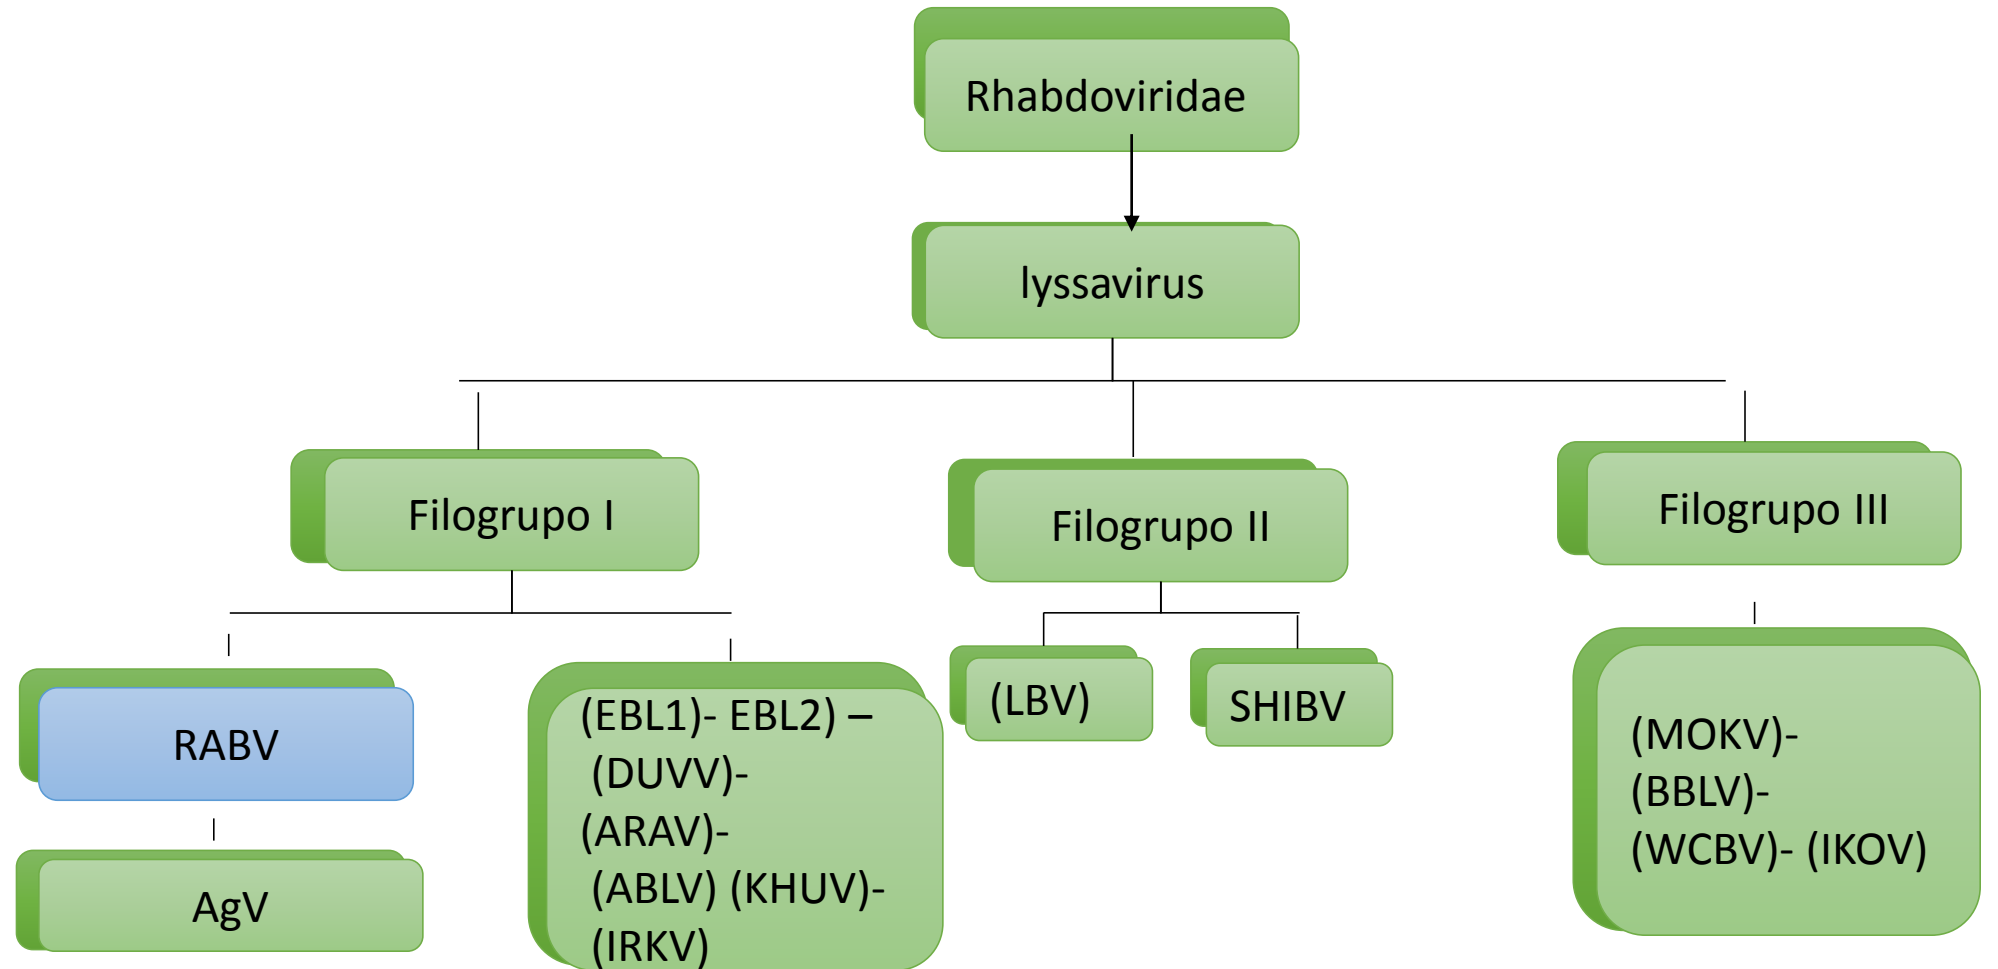 Rhabdoviridae
lyssavirus
Filogrupo I
Filogrupo II
Filogrupo III
RABV
AgV
(EBL1)- EBL2) –
(DUVV)-
(ARAV)-
(ABLV) (KHUV)-
(IRKV)
(LBV)
SHIBV
(MOKV)-
(BBLV)-
(WCBV)- (IKOV)